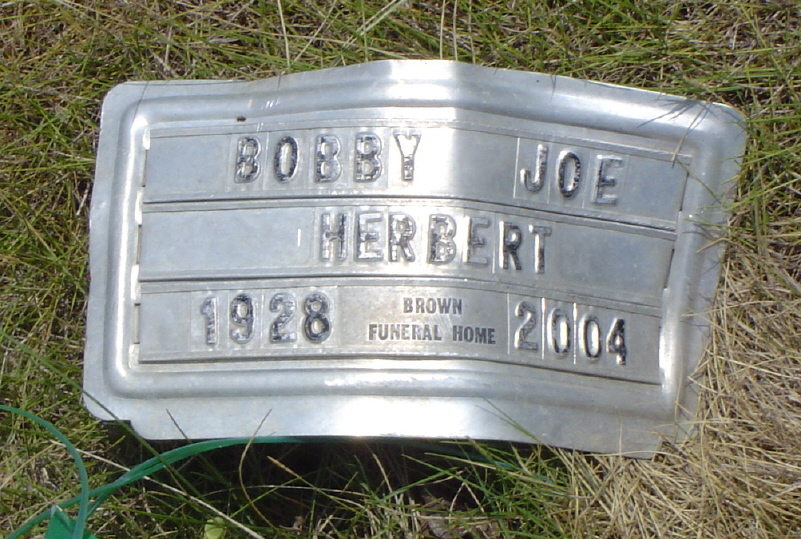 BOBBY JOE
HERBERT
1928 BROWN FUNERAL HOME 2004